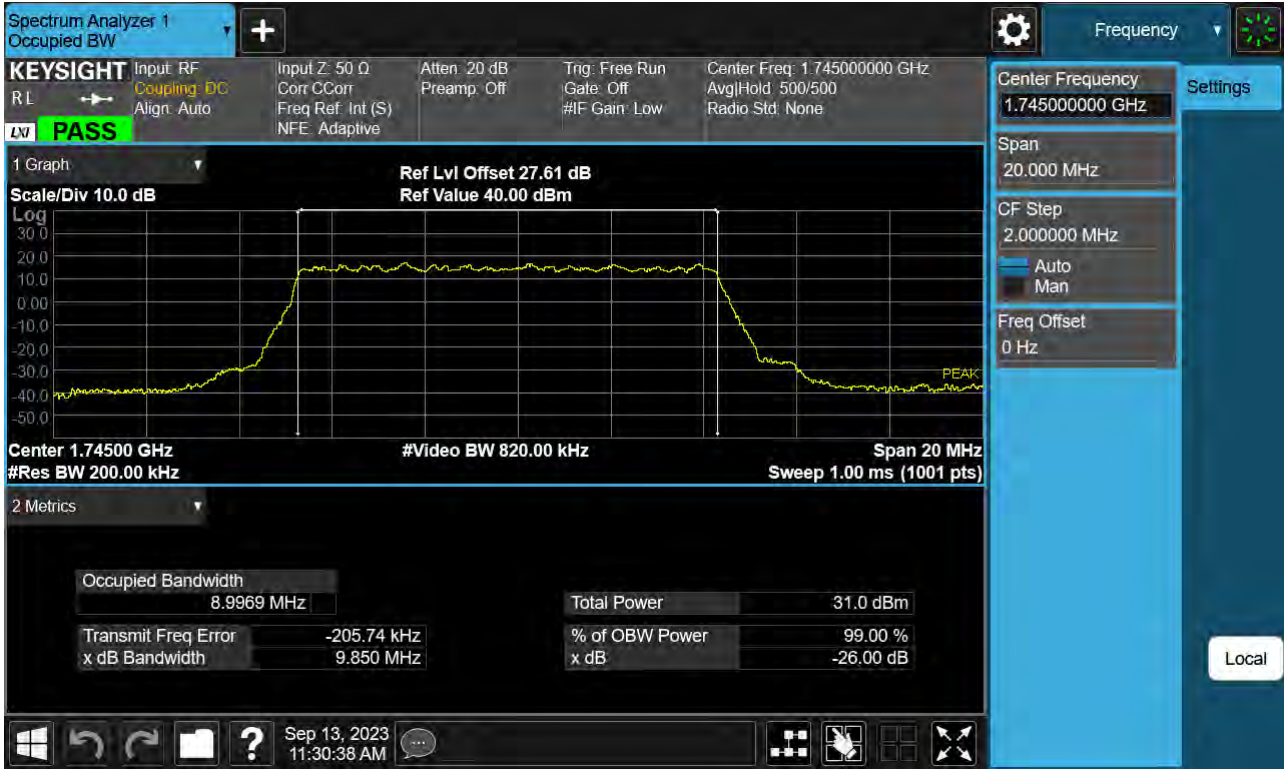 Spectrum Analyzer 1
Occupied BW
Frequency
KEYSIGHT
R L
LXI PASS
Input: RF
Coupling: DC
Align: Auto
Input Z: 50 Ω
Corr CCorr
Freq Ref: Int (S)
NFE: Adaptive
Atten: 20 dB
Preamp: Off
Trig: Free Run
Gate: Off
#IF Gain: Low
Center Freq: 1.745000000 GHz
Avg|Hold: 500/500
Radio Std: None
Center Frequency
1.745000000 GHz
Settings
Span
20.000 MHz
CF Step
2.000000 MHz
Auto
Man
Freq Offset
0 Hz
Local
1 Graph
Scale/Div 10.0 dB
Ref Lvl Offset 27.61 dB
Ref Value 40.00 dBm
Log
30.0
20.0
10.0
0.00
-10.0
-20.0
-30.0
-40.0
-50.0
PEAK
Center 1.74500 GHz
#Video BW 820.00 kHz
Span 20 MHz
#Res BW 200.00 kHz
Sweep 1.00 ms (1001 pts)
2 Metrics
Occupied Bandwidth
8.9969 MHz
Total Power 31.0 dBm
Transmit Freq Error -205.74 kHz
% of OBW Power 99.00 %
x dB Bandwidth 9.850 MHz
x dB -26.00 dB
?
Sep 13, 2023
11:30:38 AM